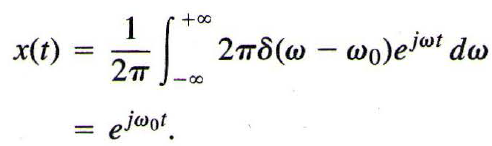 x(t) = \frac{1}{2\pi} \int_{-\infty}^{+\infty} 2\pi\delta(\omega - \omega_0)e^{j\omega t} d\omega
= e^{j\omega_0 t}.